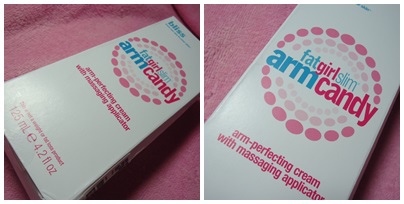 bliss
fatgirlslim
armcandy
arm-perfecting cream
with massaging applicator
125 mL e 4.2 fl oz
fatgirlslim
armcandy
arm-perfecting cream
with massaging applicator